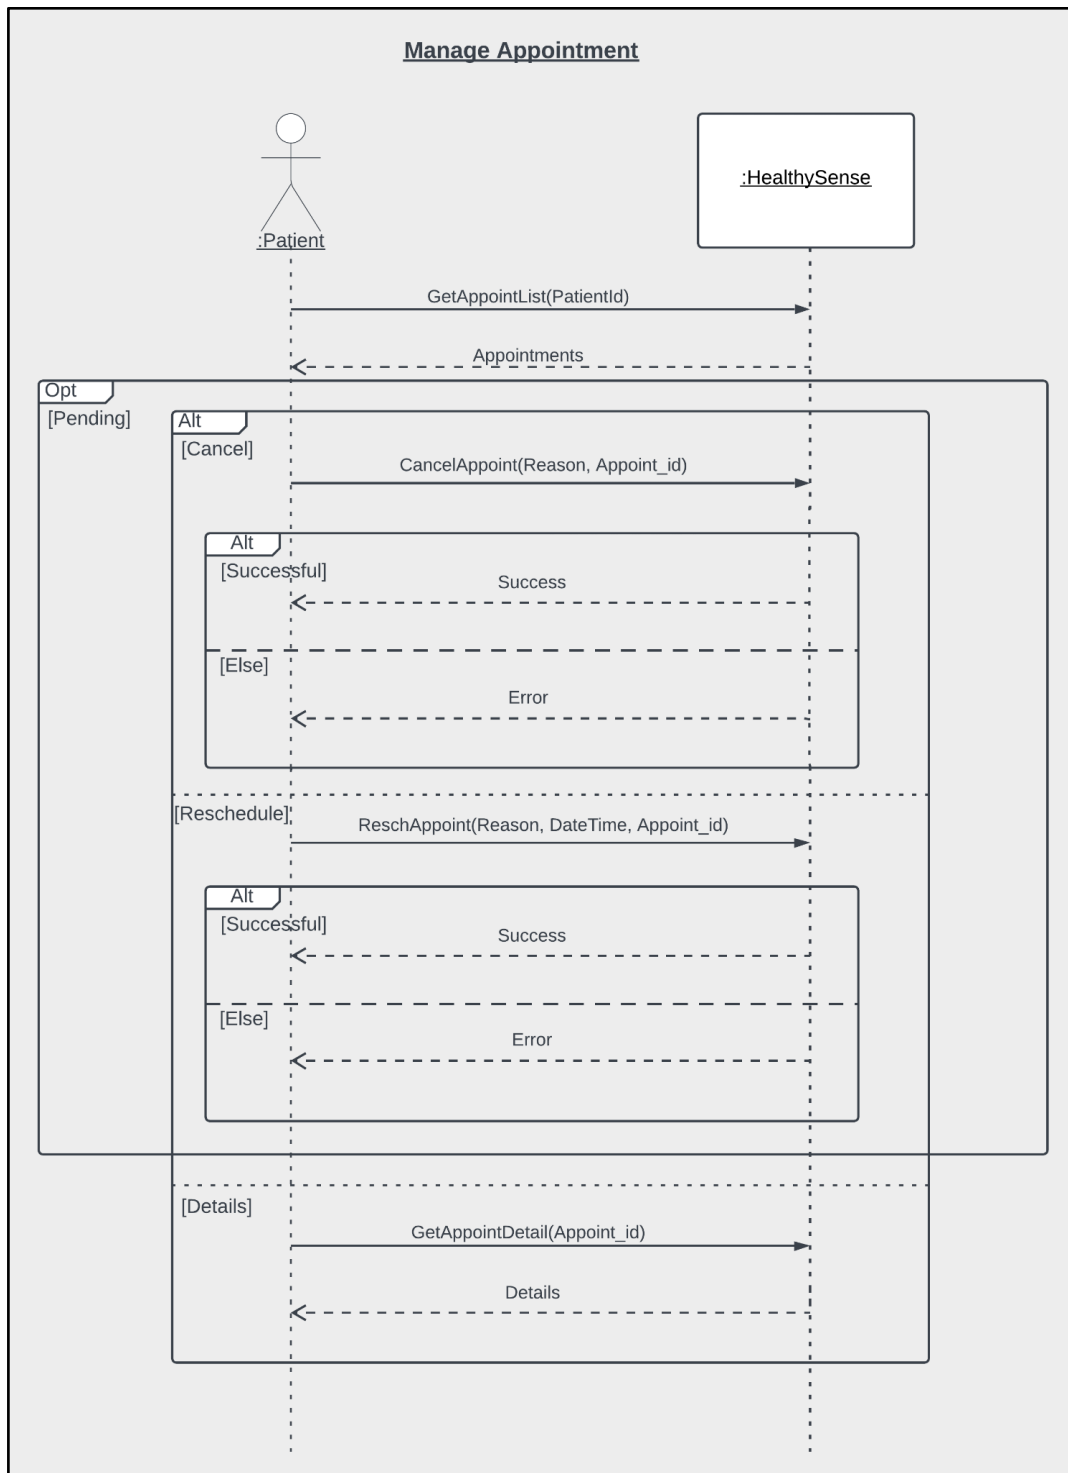 Manage Appointment
:Patient
:HealthySense
GetAppointList(PatientId)
Appointments
Opt
[Pending]
Alt
[Cancel]
CancelAppoint(Reason, Appoint_id)
Alt
[Successful]
Success
[Else]
Error
[Reschedule]
ReschAppoint(Reason, DateTime, Appoint_id)
Alt
[Successful]
Success
[Else]
Error
[Details]
GetAppointDetail(Appoint_id)
Details